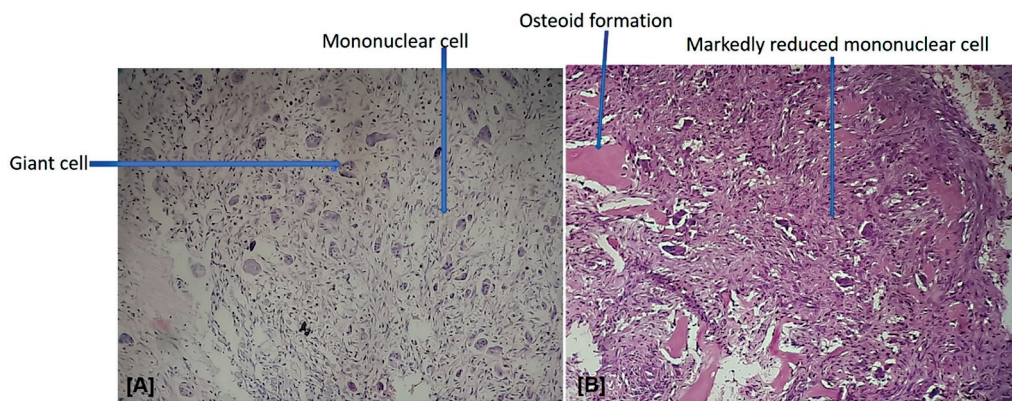 Osteoid formation
Mononuclear cell
Markedly reduced mononuclear cell
Giant cell
[A]
[B]